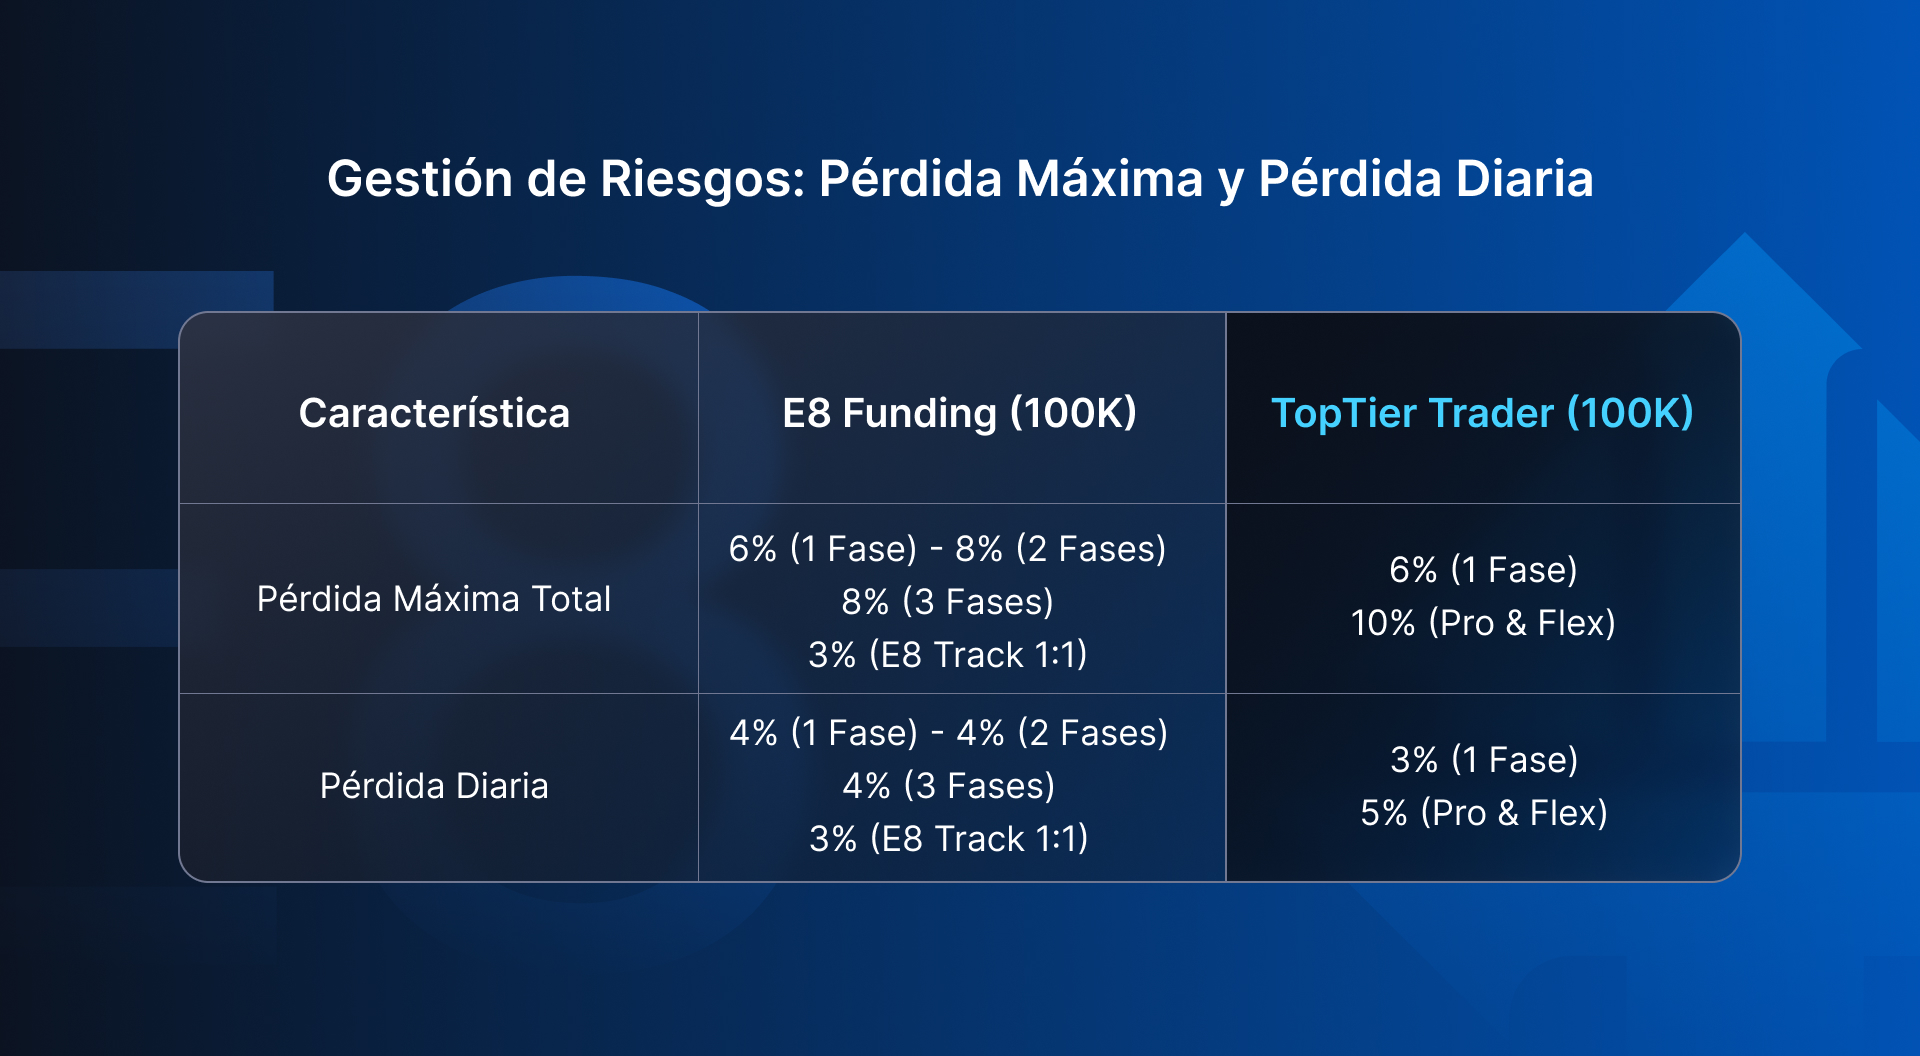 Gestión de Riesgos: Pérdida Máxima y Pérdida Diaria
Característica
E8 Funding (100K)
TopTier Trader (100K)
Pérdida Máxima Total
6% (1 Fase) - 8% (2 Fases)
8% (3 Fases)
3% (E8 Track 1:1)
6% (1 Fase)
10% (Pro & Flex)
Pérdida Diaria
4% (1 Fase) - 4% (2 Fases)
4% (3 Fases)
3% (E8 Track 1:1)
3% (1 Fase)
5% (Pro & Flex)